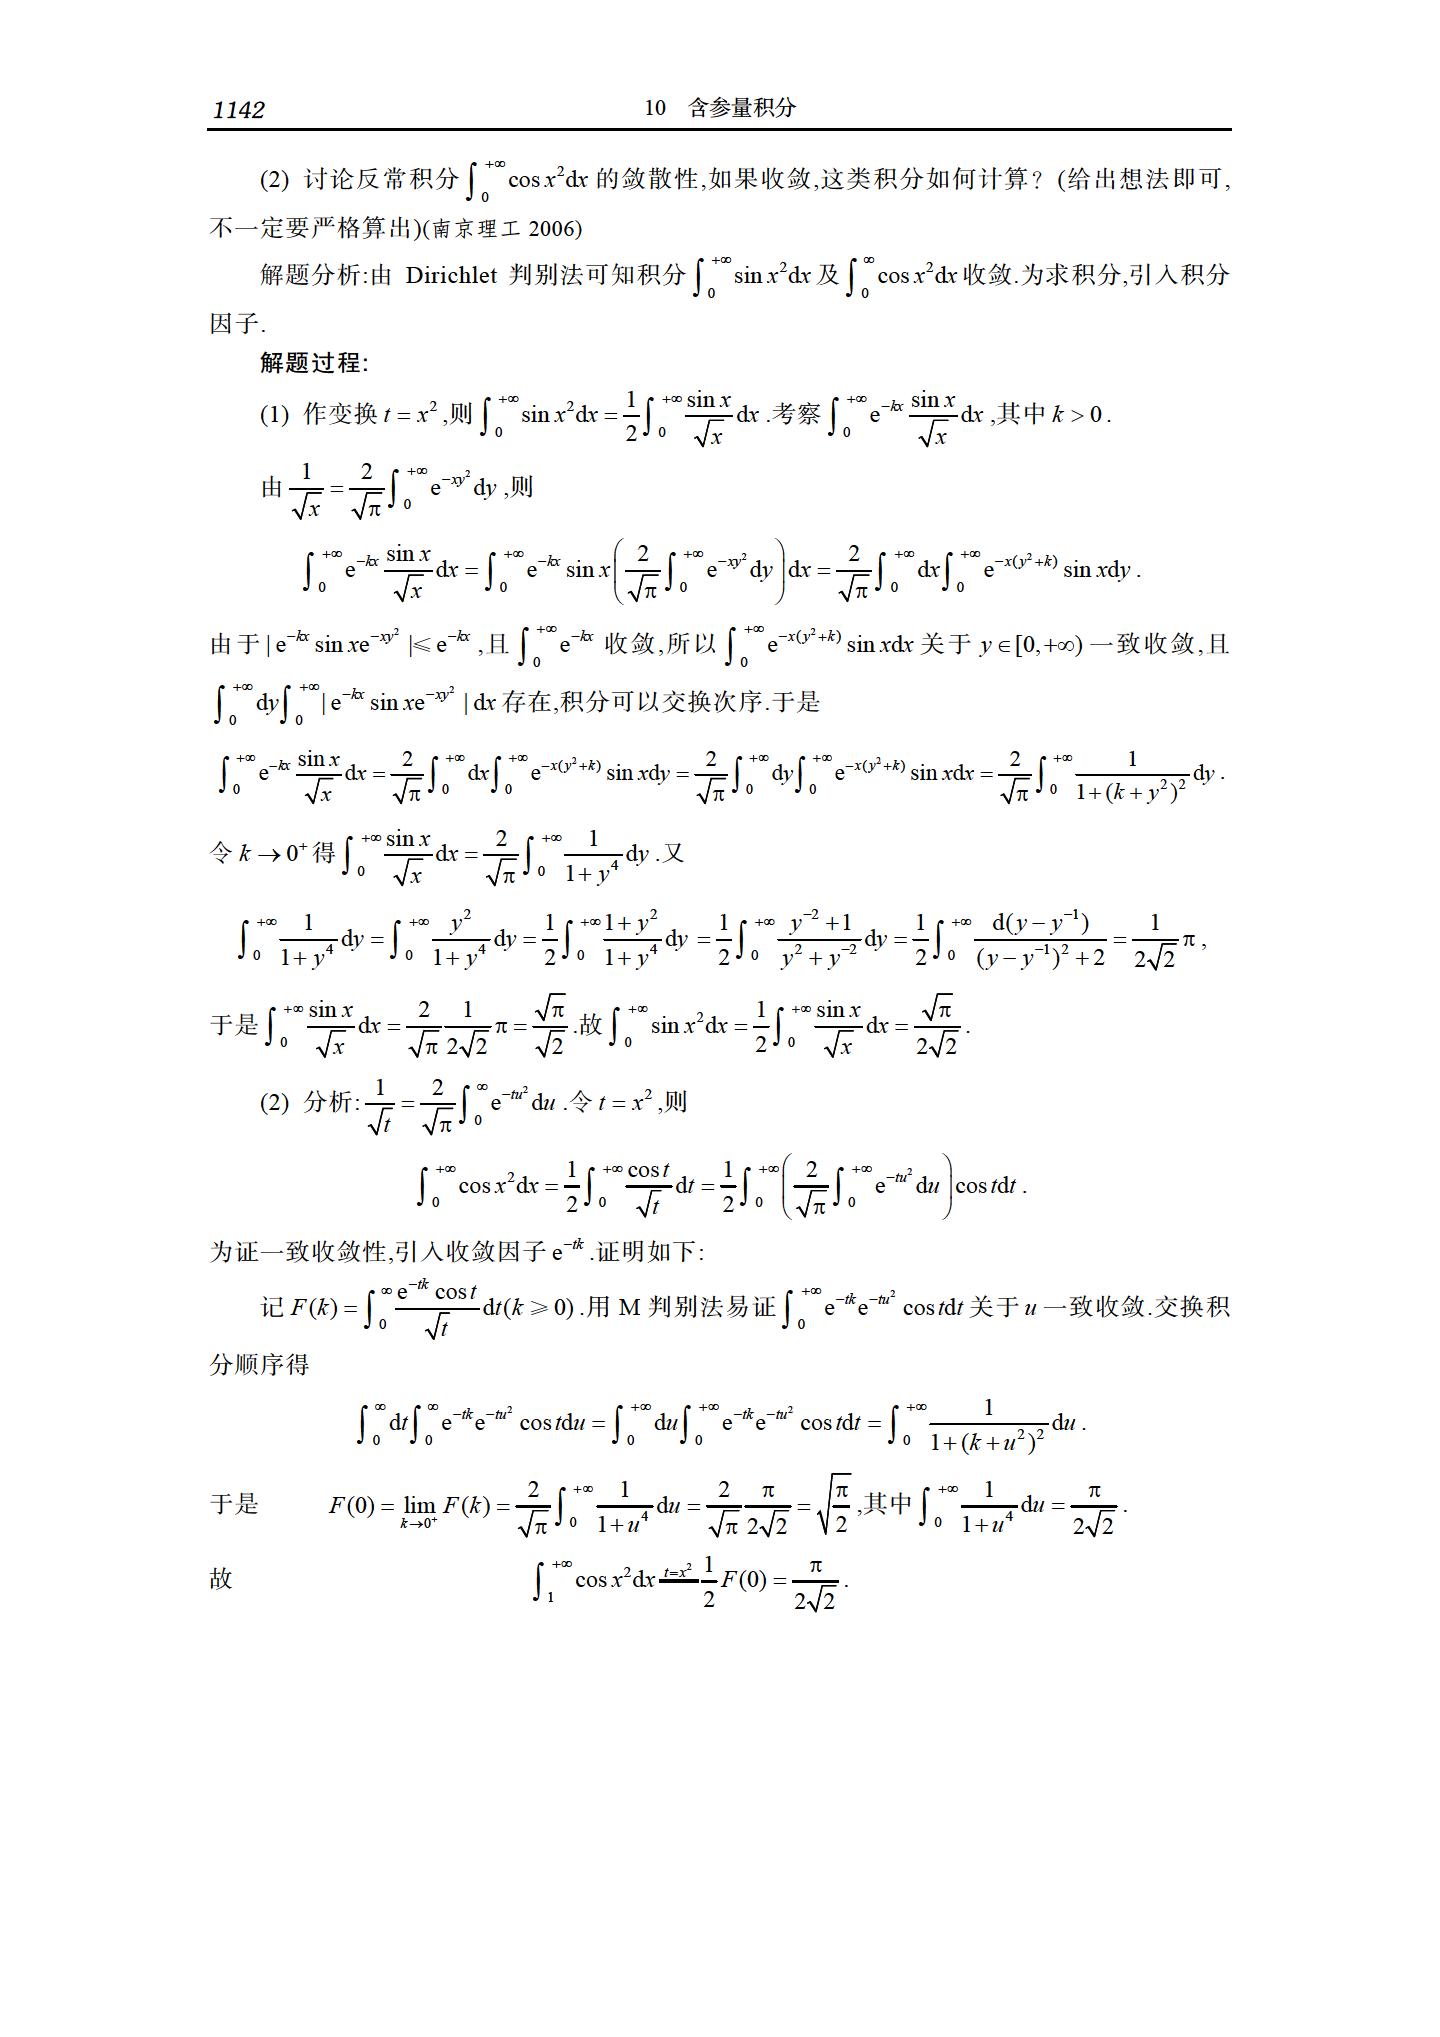 1142 10 含参量积分
(2) 讨论反常积分$\int_0^{+\infty}\cos x^2\mathrm{d}x$ 的敛散性,如果收敛,这类积分如何计算？(给出想法即可,
不一定要严格算出)(南京理工 2006)
解题分析:由 Dirichlet 判别法可知积分$\int_0^{+\infty}\sin x^2\mathrm{d}x$ 及$\int_0^{\infty}\cos x^2\mathrm{d}x$ 收敛.为求积分,引入积分
因子.
解题过程:
(1) 作变换 $t=x^2$ ,则$\int_0^{+\infty}\sin x^2\mathrm{d}x=\frac{1}{2}\int_0^{+\infty}\frac{\sin x}{\sqrt{x}}\mathrm{d}x$ .考察$\int_0^{+\infty}\mathrm{e}^{-kx}\frac{\sin x}{\sqrt{x}}\mathrm{d}x$ ,其中 $k>0$ .
由 $\frac{1}{\sqrt{x}}=\frac{2}{\sqrt{\pi}}\int_0^{+\infty}\mathrm{e}^{-xy^2}\mathrm{d}y$ ,则
$\int_0^{+\infty}\mathrm{e}^{-kx}\frac{\sin x}{\sqrt{x}}\mathrm{d}x=\int_0^{+\infty}\mathrm{e}^{-kx}\sin x\left(\frac{2}{\sqrt{\pi}}\int_0^{+\infty}\mathrm{e}^{-xy^2}\mathrm{d}y\right)\mathrm{d}x=\frac{2}{\sqrt{\pi}}\int_0^{+\infty}\mathrm{d}x\int_0^{+\infty}\mathrm{e}^{-x(y^2+k)}\sin x\mathrm{d}y$ .
由于$|\mathrm{e}^{-kx}\sin x\mathrm{e}^{-xy^2}|\leqslant\mathrm{e}^{-kx}$ ,且$\int_0^{+\infty}\mathrm{e}^{-kx}$ 收敛,所以$\int_0^{+\infty}\mathrm{e}^{-x(y^2+k)}\sin x\mathrm{d}x$ 关于 $y\in[0,+\infty)$ 一致收敛,且
$\int_0^{+\infty}\mathrm{d}y\int_0^{+\infty}|\mathrm{e}^{-kx}\sin x\mathrm{e}^{-xy^2}|\mathrm{d}x$ 存在,积分可以交换次序.于是
$\int_0^{+\infty}\mathrm{e}^{-kx}\frac{\sin x}{\sqrt{x}}\mathrm{d}x=\frac{2}{\sqrt{\pi}}\int_0^{+\infty}\mathrm{d}x\int_0^{+\infty}\mathrm{e}^{-x(y^2+k)}\sin x\mathrm{d}y=\frac{2}{\sqrt{\pi}}\int_0^{+\infty}\mathrm{d}y\int_0^{+\infty}\mathrm{e}^{-x(y^2+k)}\sin x\mathrm{d}x=\frac{2}{\sqrt{\pi}}\int_0^{+\infty}\frac{1}{1+(k+y^2)^2}\mathrm{d}y$ .
令 $k\to0^+$ 得$\int_0^{+\infty}\frac{\sin x}{\sqrt{x}}\mathrm{d}x=\frac{2}{\sqrt{\pi}}\int_0^{+\infty}\frac{1}{1+y^4}\mathrm{d}y$ .又
$\int_0^{+\infty}\frac{1}{1+y^4}\mathrm{d}y=\int_0^{+\infty}\frac{y^2}{1+y^4}\mathrm{d}y=\frac{1}{2}\int_0^{+\infty}\frac{1+y^2}{1+y^4}\mathrm{d}y=\frac{1}{2}\int_0^{+\infty}\frac{y^{-2}+1}{y^2+y^{-2}}\mathrm{d}y=\frac{1}{2}\int_0^{+\infty}\frac{\mathrm{d}(y-y^{-1})}{(y-y^{-1})^2+2}=\frac{1}{2\sqrt{2}}\pi$ ,
于是$\int_0^{+\infty}\frac{\sin x}{\sqrt{x}}\mathrm{d}x=\frac{2}{\sqrt{\pi}}\frac{1}{2\sqrt{2}}\pi=\frac{\sqrt{\pi}}{\sqrt{2}}$.故$\int_0^{+\infty}\sin x^2\mathrm{d}x=\frac{1}{2}\int_0^{+\infty}\frac{\sin x}{\sqrt{x}}\mathrm{d}x=\frac{\sqrt{\pi}}{2\sqrt{2}}$.
(2) 分析:$\frac{1}{\sqrt{t}}=\frac{2}{\sqrt{\pi}}\int_0^{\infty}\mathrm{e}^{-tu^2}\mathrm{d}u$ .令 $t=x^2$ ,则
$\int_0^{+\infty}\cos x^2\mathrm{d}x=\frac{1}{2}\int_0^{+\infty}\frac{\cos t}{\sqrt{t}}\mathrm{d}t=\frac{1}{2}\int_0^{+\infty}\left(\frac{2}{\sqrt{\pi}}\int_0^{+\infty}\mathrm{e}^{-tu^2}\mathrm{d}u\right)\cos t\mathrm{d}t$ .
为证一致收敛性,引入收敛因子 $\mathrm{e}^{-tk}$ .证明如下:
记 $F(k)=\int_0^{\infty}\frac{\mathrm{e}^{-tk}\cos t}{\sqrt{t}}\mathrm{d}t(k\geqslant0)$ .用 M 判别法易证$\int_0^{+\infty}\mathrm{e}^{-tk}\mathrm{e}^{-tu^2}\cos t\mathrm{d}t$ 关于 $u$ 一致收敛.交换积
分顺序得
$\int_0^{\infty}\mathrm{d}t\int_0^{\infty}\mathrm{e}^{-tk}\mathrm{e}^{-tu^2}\cos t\mathrm{d}u=\int_0^{+\infty}\mathrm{d}u\int_0^{+\infty}\mathrm{e}^{-tk}\mathrm{e}^{-tu^2}\cos t\mathrm{d}t=\int_0^{+\infty}\frac{1}{1+(k+u^2)^2}\mathrm{d}u$ .
于是 $F(0)=\lim_{k\to0^+}F(k)=\frac{2}{\sqrt{\pi}}\int_0^{+\infty}\frac{1}{1+u^4}\mathrm{d}u=\frac{2}{\sqrt{\pi}}\frac{\pi}{2\sqrt{2}}=\sqrt{\frac{\pi}{2}}$ ,其中$\int_0^{+\infty}\frac{1}{1+u^4}\mathrm{d}u=\frac{\pi}{2\sqrt{2}}$ .
故 $\int_1^{+\infty}\cos x^2\mathrm{d}x\overset{t=x^2}{=}\frac{1}{2}F(0)=\frac{\pi}{2\sqrt{2}}$ .